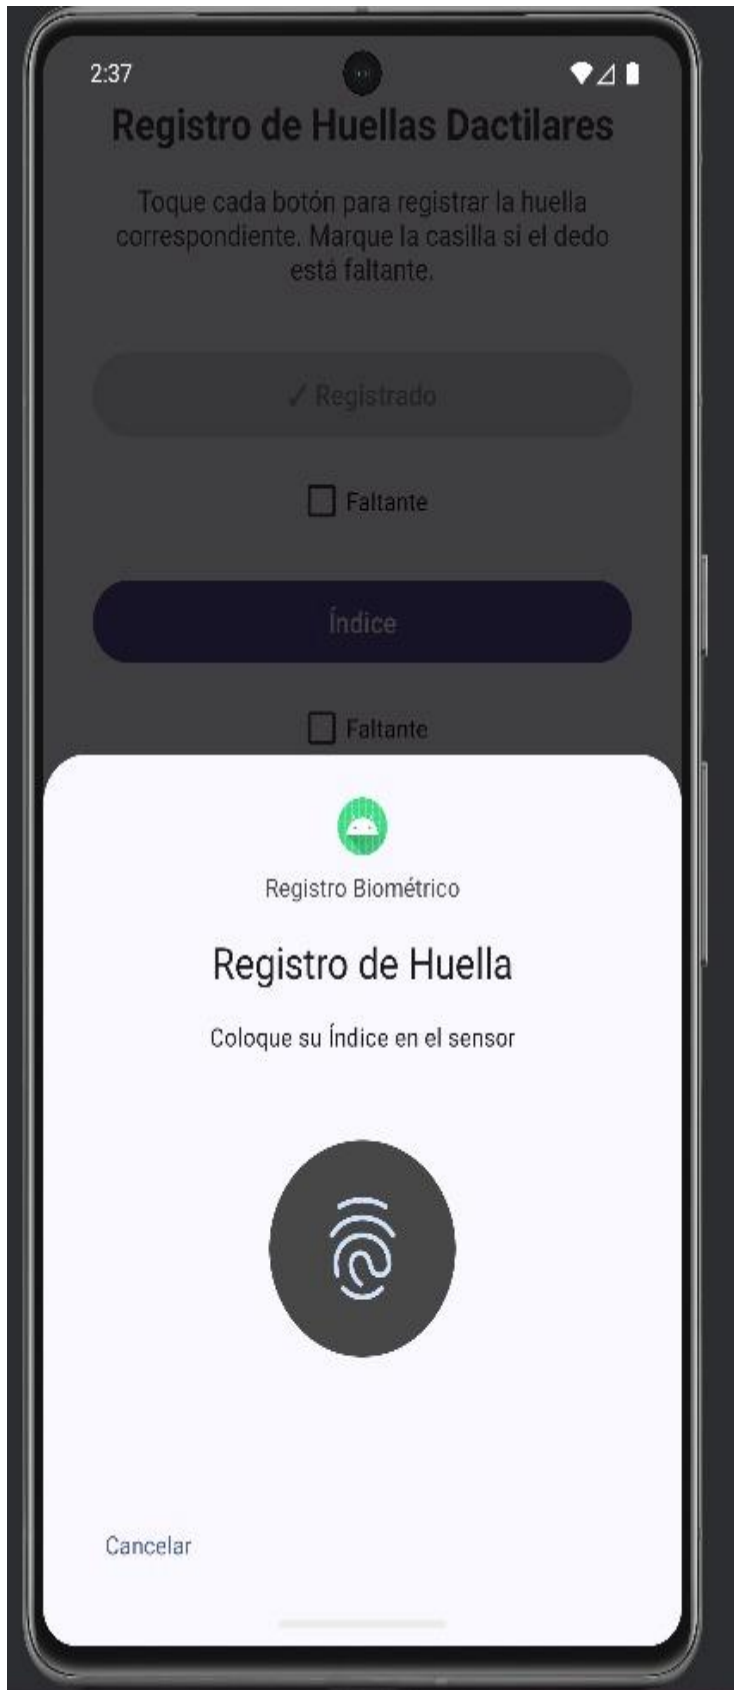 2:37
Registro de Huellas Dactilares
Toque cada botón para registrar la huella
correspondiente. Marque la casilla si el dedo
está faltante.
✓ Registrado
Faltante
Índice
Faltante
Registro Biométrico
Registro de Huella
Coloque su Índice en el sensor
Cancelar